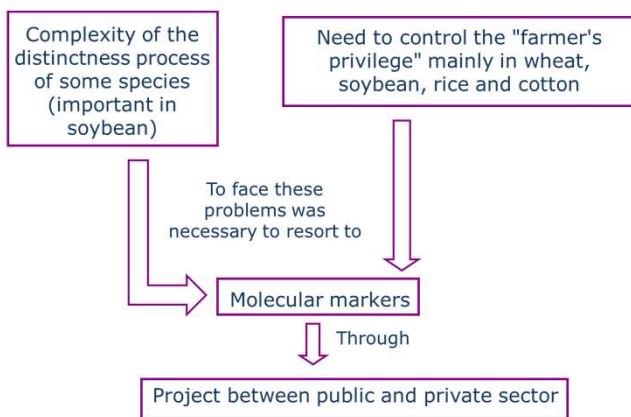 Complexity of the
distinctness process
of some species
(important in
soybean)
Need to control the "farmer's
privilege" mainly in wheat,
soybean, rice and cotton
To face these
problems was
necessary to resort to
Molecular markers
Through
Project between public and private sector